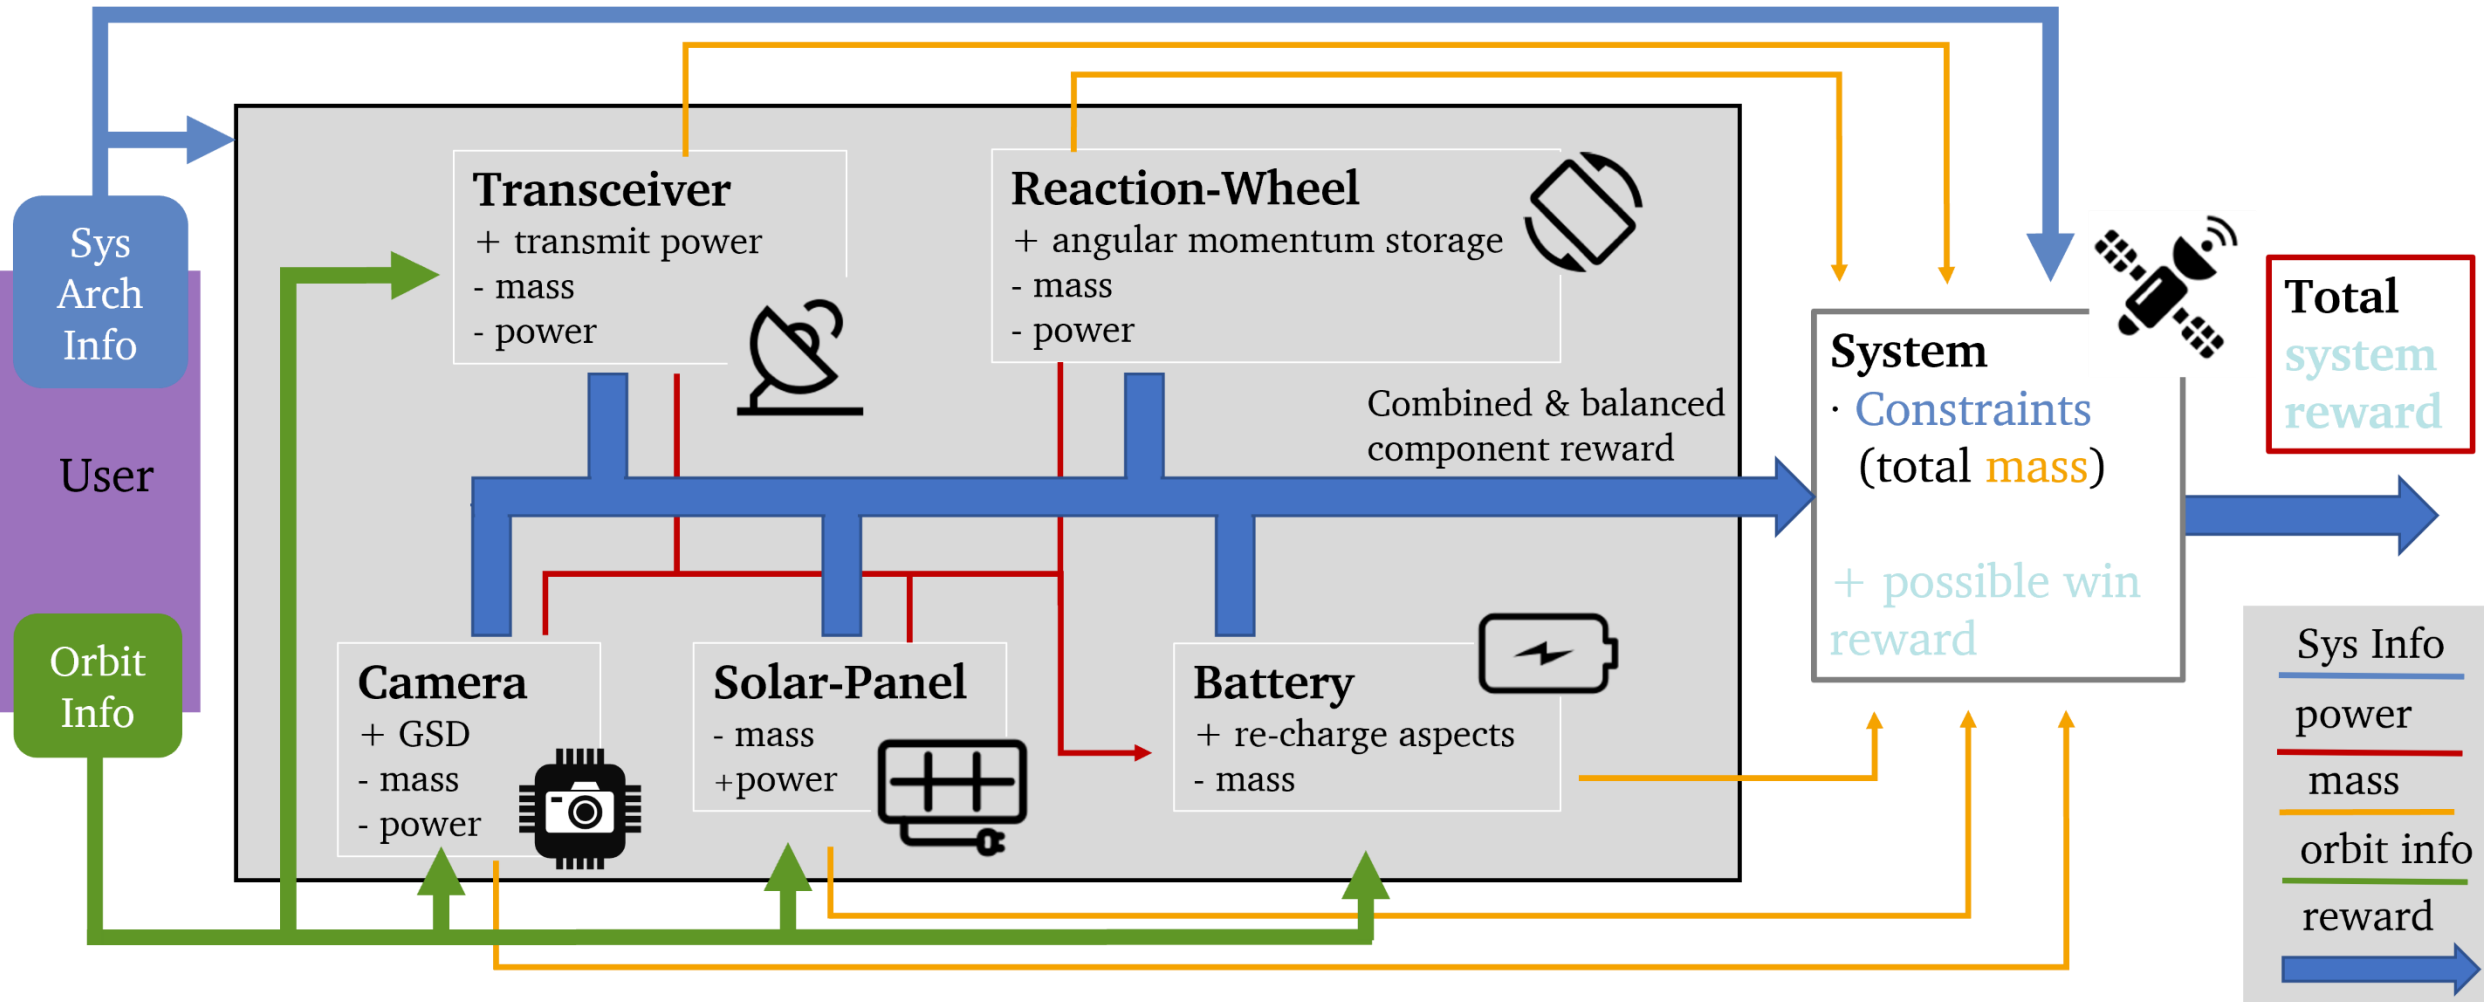 Sys
Arch
Info
User
Orbit
Info
Transceiver
+ transmit power
- mass
- power
Reaction-Wheel
+ angular momentum storage
- mass
- power
Combined & balanced
component reward
Camera
+ GSD
- mass
- power
Solar-Panel
- mass
+power
Battery
+ re-charge aspects
- mass
System
· Constraints
(total mass)
+ possible win
reward
Total
system
reward
Sys Info
power
mass
orbit info
reward